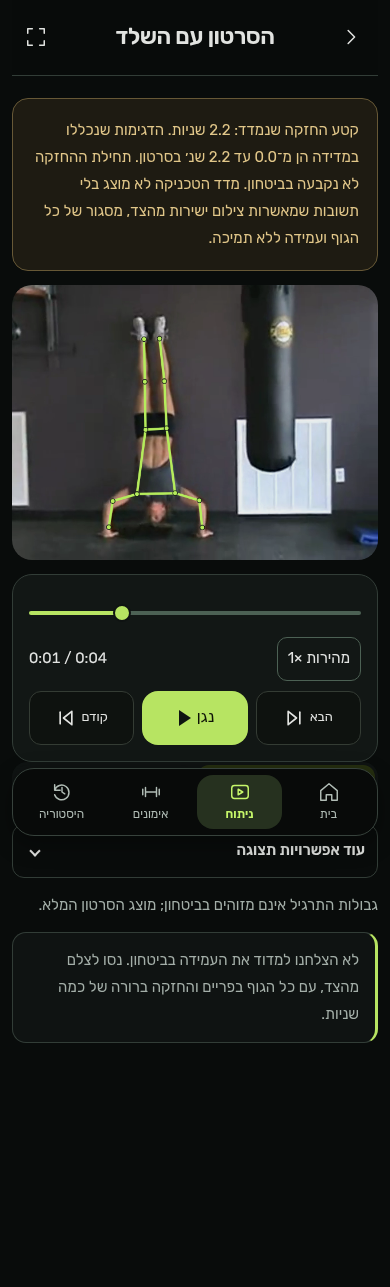 הסרטון עם השלד
קטע החזקה שנמדד: 2.2 שניות. הדגימות שנכללו
במדידה הן מ־0.0 עד 2.2 שנ׳ בסרטון. תחילת ההחזקה
לא נקבעה בביטחון. מדד הטכניקה לא מוצג בלי
תשובות שמאשרות צילום ישירות מהצד, מסגור של כל
הגוף ועמידה ללא תמיכה.
0:01 / 0:04
מהירות ×1
הבא
נגן
קודם
בית
ניתוח
אימונים
היסטוריה
עוד אפשרויות תצוגה
גבולות התרגיל אינם מזוהים בביטחון; מוצג הסרטון המלא.
לא הצלחנו למדוד את העמידה בביטחון. נסו לצלם
מהצד, עם כל הגוף בפריים והחזקה ברורה של כמה
שניות.